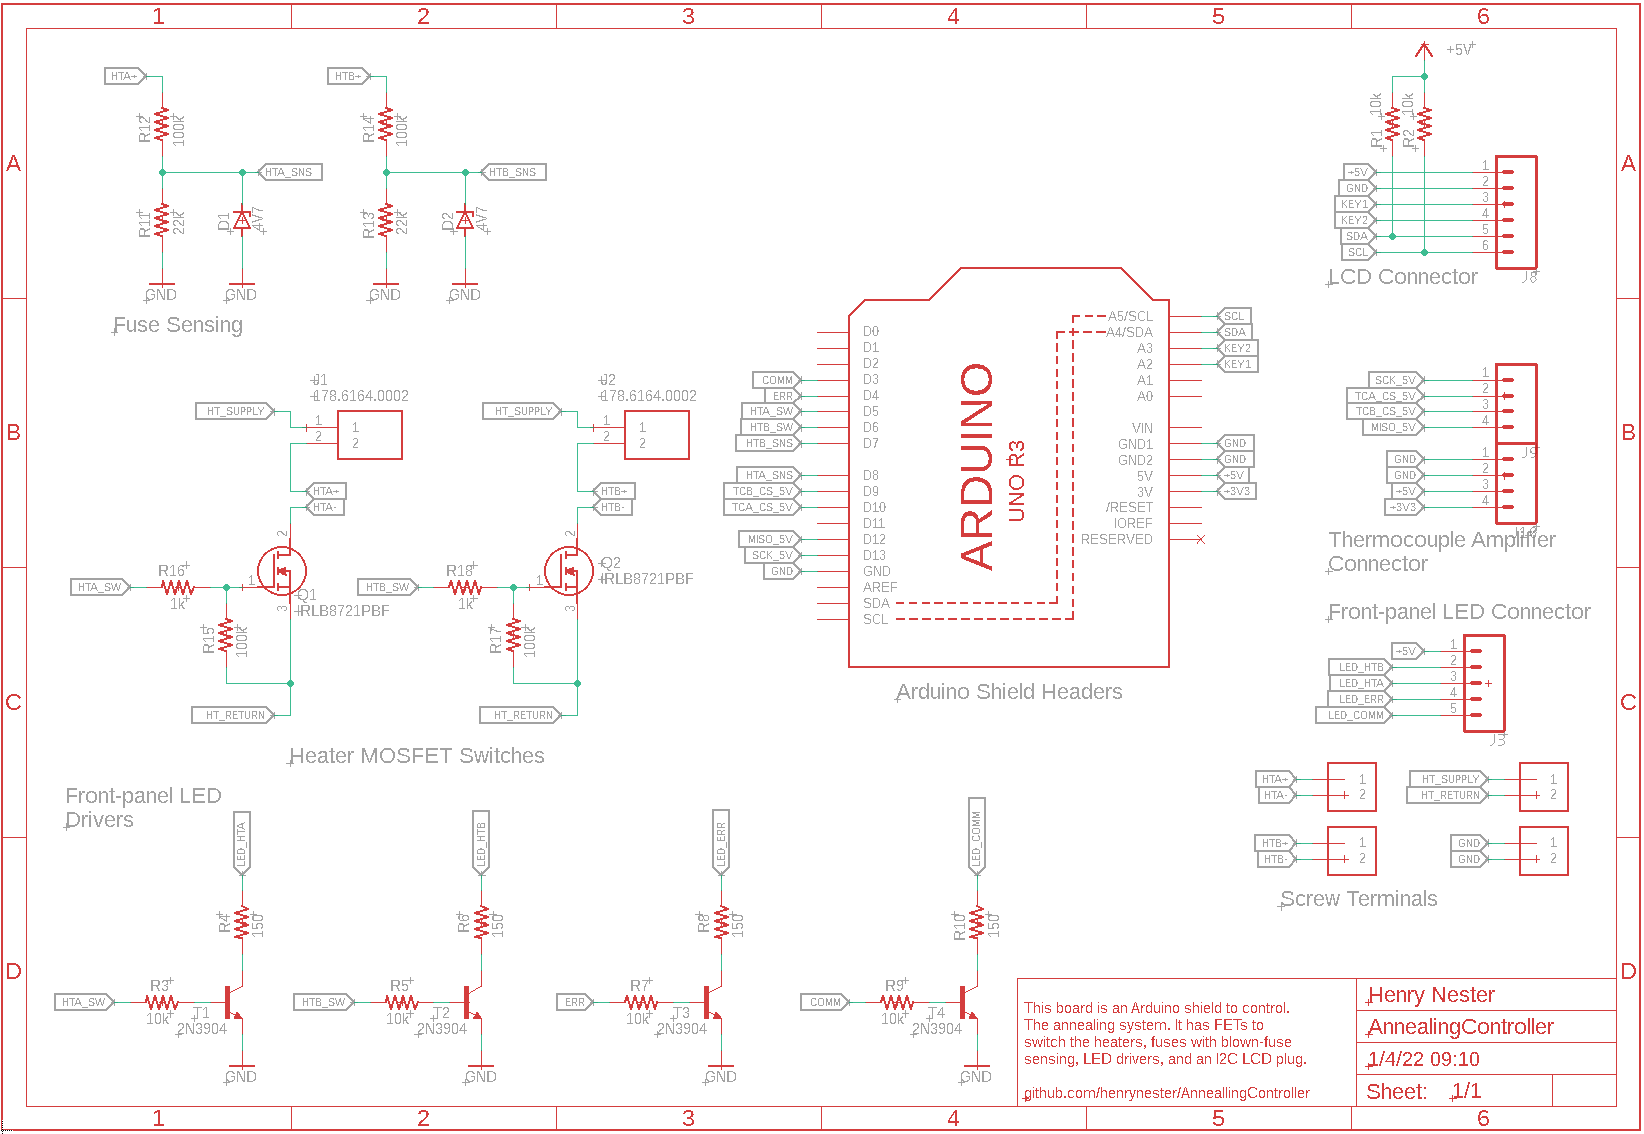 1 2 3 4 5 6
A
A
B
B
C
C
D
D
HTA+
R12
100k
HTA_SNS
R11
22k
D1
4V7
GND
GND
HTB+
R14
100k
HTB_SNS
R13
22k
D2
4V7
GND
GND
Fuse Sensing
J1
178.6164.0002
HT_SUPPLY
1
2
1
2
HTA+
HTA-
2
R16
1k
HTA_SW
1
Q1
IRLB8721PBF
3
R15
100k
HT_RETURN
J2
178.6164.0002
HT_SUPPLY
1
2
1
2
HTB+
HTB-
2
R18
1k
HTB_SW
1
Q2
IRLB8721PBF
3
R17
100k
HT_RETURN
Heater MOSFET Switches
COMM
ERR
HTA_SW
HTB_SW
HTB_SNS
HTA_SNS
TCB_CS_5V
TCA_CS_5V
MISO_5V
SCK_5V
GND
D0
D1
D2
D3
D4
D5
D6
D7
D8
D9
D10
D11
D12
D13
GND
AREF
SDA
SCL
ARDUINO
UNO R3
A5/SCL
A4/SDA
A3
A2
A1
A0
VIN
GND1
GND2
5V
3V
/RESET
IOREF
RESERVED
SCL
SDA
KEY2
KEY1
GND
GND
+5V
+3V3
Arduino Shield Headers
+5V
R1
10k
R2
10k
+5V
GND
KEY1
KEY2
SDA
SCL
1
2
3
4
5
6
J8
LCD Connector
SCK_5V
TCA_CS_5V
TCB_CS_5V
MISO_5V
1
2
3
4
J9
GND
GND
+5V
+3V3
1
2
3
4
Thermocouple Amplifier
Connector
Front-panel LED Connector
+5V
LED_HTB
LED_HTA
LED_ERR
LED_COMM
1
2
3
4
5
J3
HTA+
HTA-
1
2
HT_SUPPLY
HT_RETURN
1
2
HTB+
HTB-
1
2
GND
GND
1
2
Screw Terminals
Front-panel LED
Drivers
LED_HTA
R4
150
HTA_SW
R3
10k
T1
2N3904
GND
LED_HTB
R6
150
HTB_SW
R5
10k
T2
2N3904
GND
LED_ERR
R8
150
ERR
R7
10k
T3
2N3904
GND
LED_COMM
R10
150
COMM
R9
10k
T4
2N3904
GND
This board is an Arduino shield to control.
The annealing system. It has FETs to
switch the heaters, fuses with blown-fuse
sensing, LED drivers, and an I2C LCD plug.
github.com/henrynester/AnneallingController
Henry Nester
AnnealingController
1/4/22 09:10
Sheet: 1/1
1 2 3 4 5 6